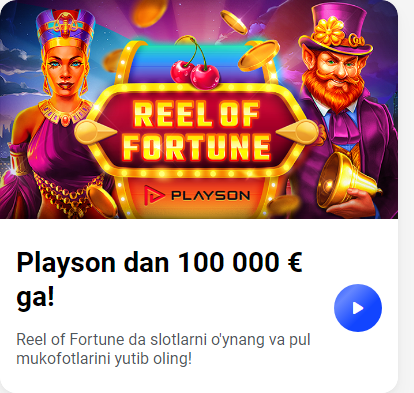 REEL OF
FORTUNE
PLAYSON
Playson dan 100 000 €
ga!
Reel of Fortune da slotlarni o'ynang va pul
mukofotlarini yutib oling!